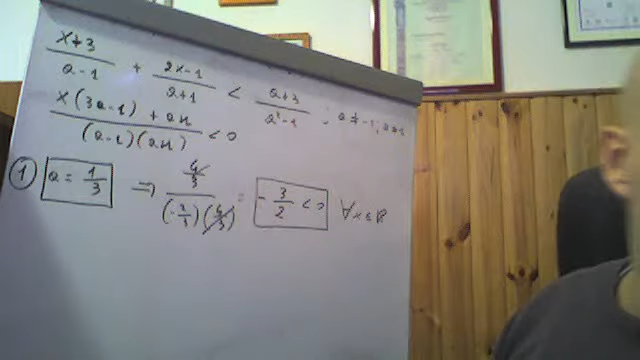 x+3/a-1 + 2x-1/a+1 < a+3/a²-1 ; a≠-1; a≠1
x(3a-1) + a+1/(a-1)(a+1) < 0
① a = 1/3 ⇒ 4/3/(-2/3)(4/3) = -3/2 < 0 ∀x∈ℝ